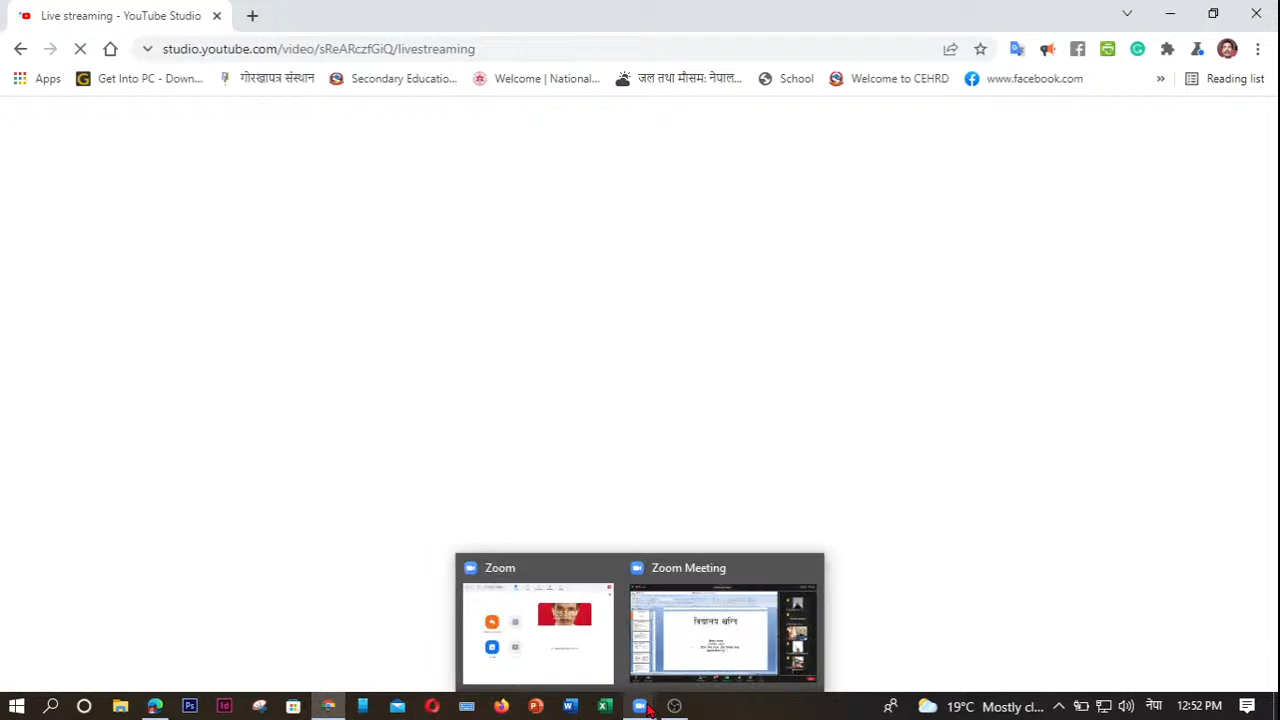 Live streaming - YouTube Studio
studio.youtube.com/video/sReARczfGiQ/livestreaming
Apps
Get Into PC - Down...
गोरखापत्र संस्थान
Secondary Educatio...
Welcome | National...
जल तथा मौसम: नेपाल...
School
Welcome to CEHRD
www.facebook.com
»
Reading list
Zoom
Zoom Meeting
विद्यालय
19°C Mostly cl...
नेपा
12:52 PM